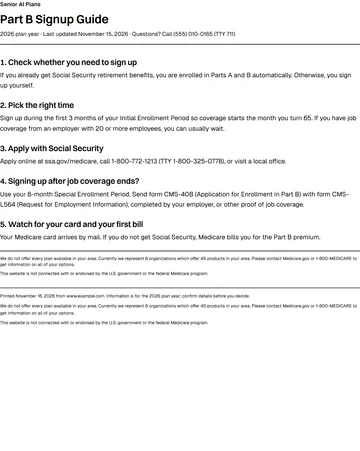 Senior AI Plans
Part B Signup Guide
2026 plan year · Last updated November 15, 2026 · Questions? Call (555) 010-0165 (TTY 711)
1. Check whether you need to sign up
If you already get Social Security retirement benefits, you are enrolled in Parts A and B automatically. Otherwise, you sign
up yourself.
2. Pick the right time
Sign up during the first 3 months of your Initial Enrollment Period so coverage starts the month you turn 65. If you have job
coverage from an employer with 20 or more employees, you can usually wait.
3. Apply with Social Security
Apply online at ssa.gov/medicare, call 1-800-772-1213 (TTY 1-800-325-0778), or visit a local office.
4. Signing up after job coverage ends?
Use your 8-month Special Enrollment Period. Send form CMS-40B (Application for Enrollment in Part B) with form CMS-
L564 (Request for Employment Information), completed by your employer, or other proof of job coverage.
5. Watch for your card and your first bill
Your Medicare card arrives by mail. If you do not get Social Security, Medicare bills you for the Part B premium.
We do not offer every plan available in your area. Currently we represent 8 organizations which offer 45 products in your area. Please contact Medicare.gov or 1-800-MEDICARE to
get information on all of your options.
This website is not connected with or endorsed by the U.S. government or the federal Medicare program.
Printed November 16, 2026 from www.example.com. Information is for the 2026 plan year; confirm details before you decide.
We do not offer every plan available in your area. Currently we represent 8 organizations which offer 45 products in your area. Please contact Medicare.gov or 1-800-MEDICARE to
get information on all of your options.
This website is not connected with or endorsed by the U.S. government or the federal Medicare program.